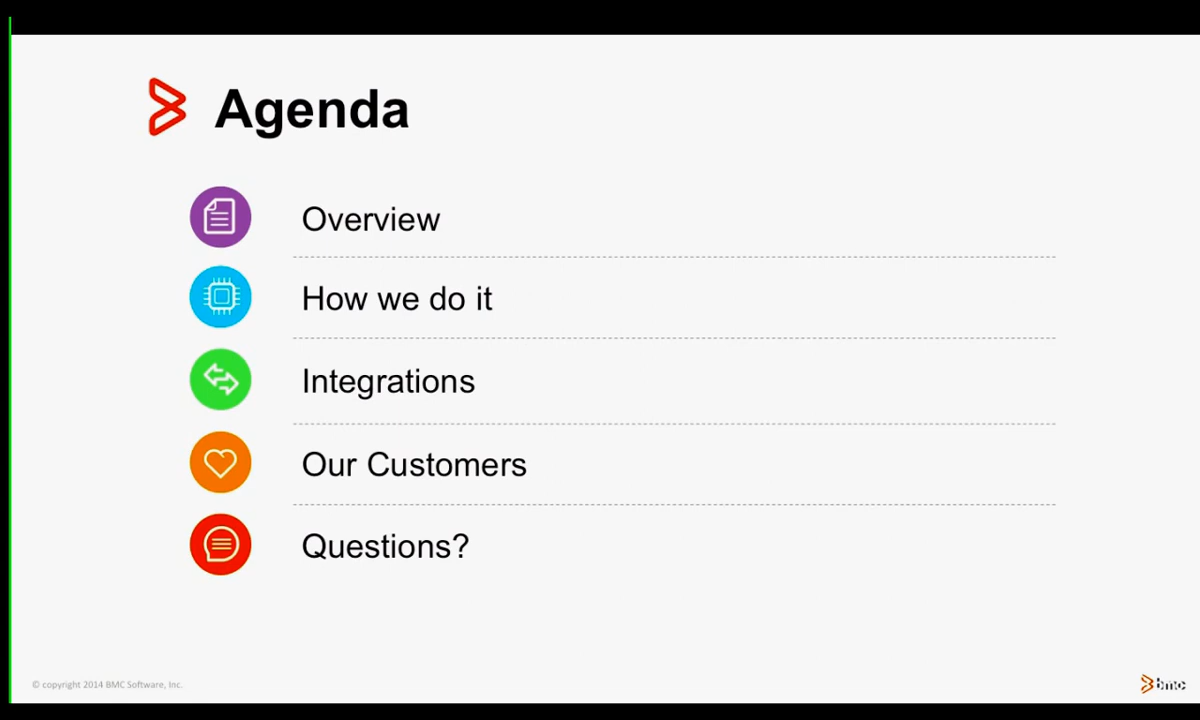 Agenda
Overview
How we do it
Integrations
Our Customers
Questions?
© copyright 2014 BMC Software, Inc.
bmc